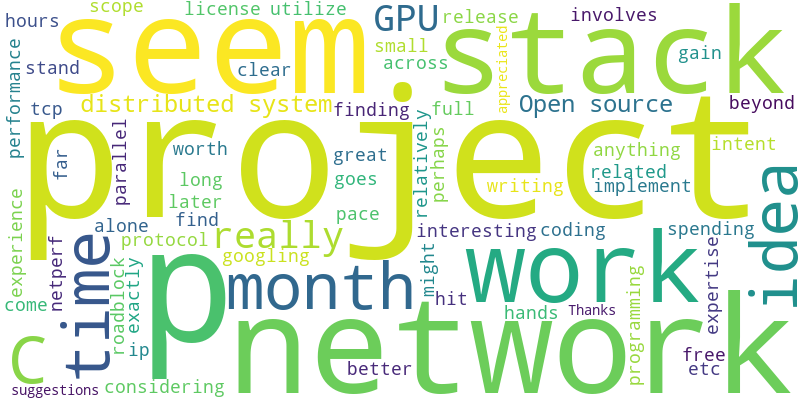 scope license utilize GPU release involves
hours seem small stack
stand clear across gain
performance appreciated
tcp distributed system finding full Open source beyond
project
far parallel worth great relatively perhaps anything intent
long goes writing related
later pace implement
experience alone find really interesting coding spending idea
time protocol
netperf roadblock exactly googling might work programming expertise
come p month hit
C ip network hands Thanks
better free
suggestions considering etc